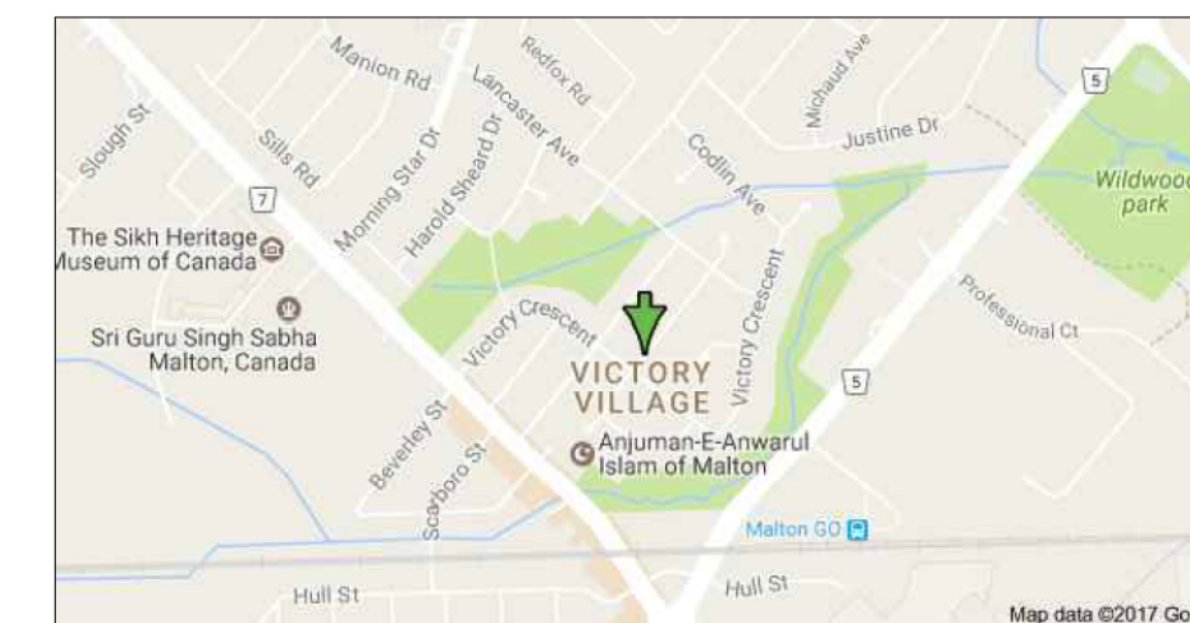 Manion Rd
Redfox Rd
Michaud Ave
5
Lancaster Ave
Slough St
Sills Rd
Justine Dr
Morning Star Dr
Harold Sheard Dr
Codlin Ave
Wildwood
park
7
The Sikh Heritage
Museum of Canada
Victory Crescent
Victory Crescent
Professional Ct
Sri Guru Singh Sabha
Malton, Canada
VICTORY
VILLAGE
5
Beverley St
Scarboro St
Anjuman-E-Anwarul
Islam of Malton
Malton GO
Hull St
Hull St
Map data ©2017 Go